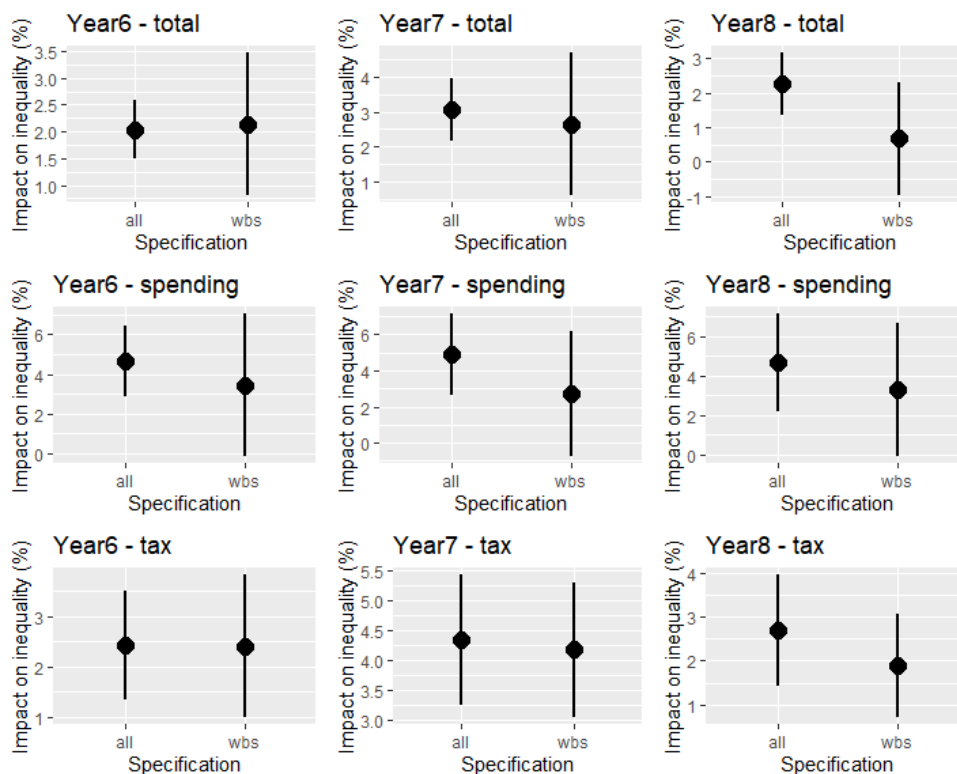 Year6 - total
Impact on inequality (%)
3.5
3.0
2.5
2.0
1.5
1.0
all wbs
Specification
Year7 - total
Impact on inequality (%)
4
3
2
1
all wbs
Specification
Year8 - total
Impact on inequality (%)
3
2
1
0
-1
all wbs
Specification
Year6 - spending
Impact on inequality (%)
6
4
2
0
all wbs
Specification
Year7 - spending
Impact on inequality (%)
6
4
2
0
all wbs
Specification
Year8 - spending
Impact on inequality (%)
6
4
2
0
all wbs
Specification
Year6 - tax
Impact on inequality (%)
3
2
1
all wbs
Specification
Year7 - tax
Impact on inequality (%)
5.5
5.0
4.5
4.0
3.5
3.0
all wbs
Specification
Year8 - tax
Impact on inequality (%)
4
3
2
1
all wbs
Specification